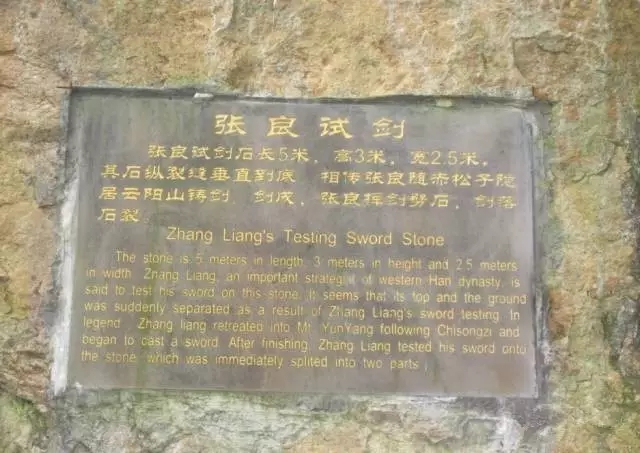 张良试剑
张良试剑石长5米，高3米，宽2.5米。
其石纵裂缝垂直到底，相传张良随赤松子隐
居云阳山铸剑，剑成，张良挥剑劈石，剑落
石裂。
Zhang Liang's Testing Sword Stone
The stone is 5 meters in length, 3 meters in height and 2.5 meters
in width. Zhang Liang, an important strategist of western Han dynasty, is
said to test his sword on this stone. It seems that its top and the ground
was suddenly separated as a result of Zhang Liang's sword testing. In
legend, Zhang liang retreated into Mt. YunYang following Chisongzi and
began to cast a sword. After finishing, Zhang Liang tested his sword onto
the stone, which was immediately splited into two parts.